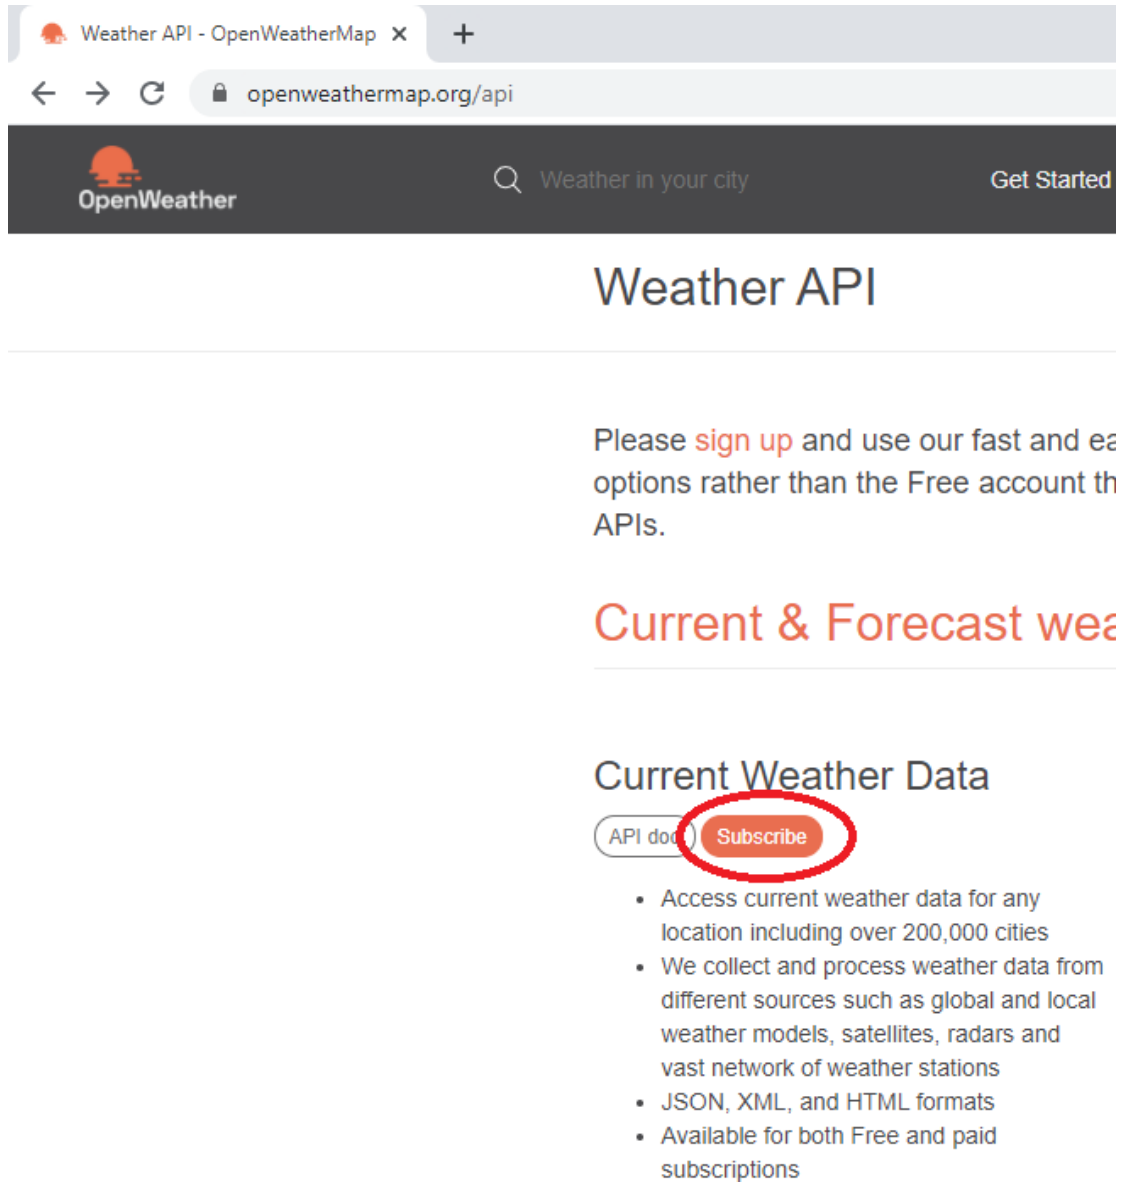 Weather API - OpenWeatherMap
openweathermap.org/api
OpenWeather
Weather in your city
Get Started
Weather API
Please sign up and use our fast and ea
options rather than the Free account th
APIs.
Current & Forecast wea
Current Weather Data
API doc Subscribe
• Access current weather data for any
location including over 200,000 cities
• We collect and process weather data from
different sources such as global and local
weather models, satellites, radars and
vast network of weather stations
• JSON, XML, and HTML formats
• Available for both Free and paid
subscriptions